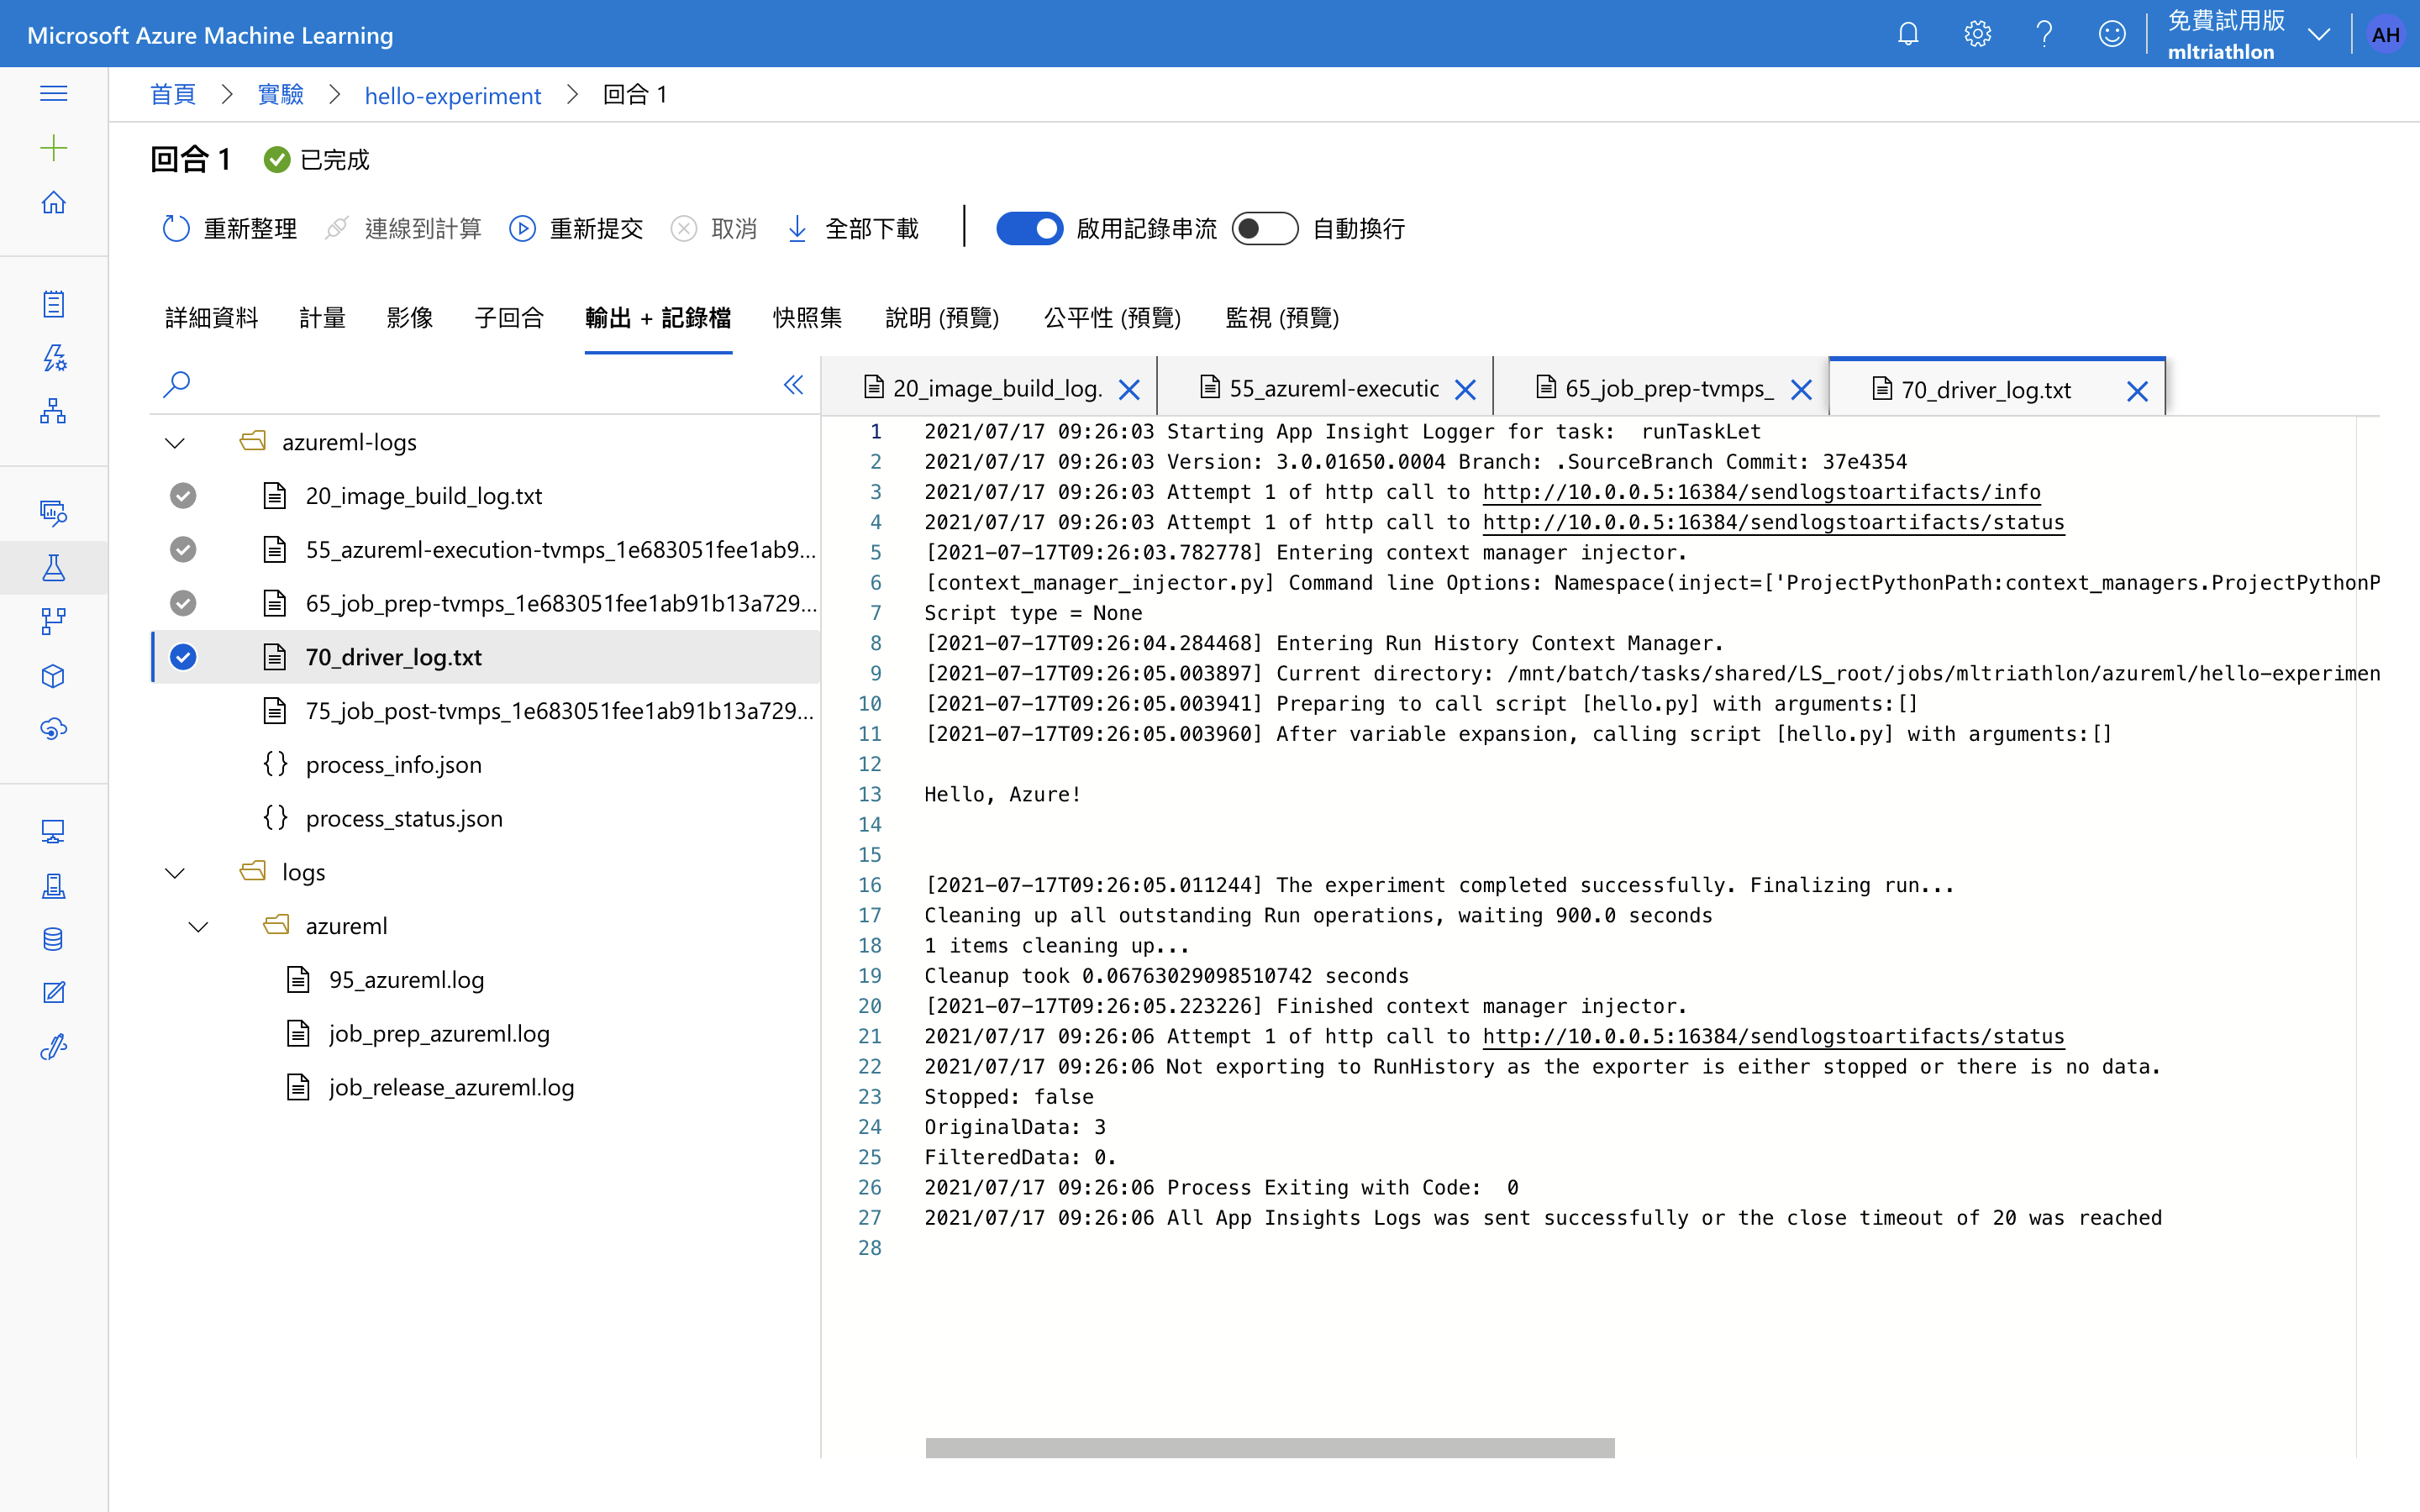 Microsoft Azure Machine Learning
免費試用版
mltriathlon
AH
首頁 > 實驗 > hello-experiment > 回合 1
回合 1 已完成
重新整理 連線到計算 重新提交 取消 全部下載 啟用記錄串流 自動換行
詳細資料 計量 影像 子回合 輸出 + 記錄檔 快照集 說明 (預覽) 公平性 (預覽) 監視 (預覽)
azureml-logs
20_image_build_log.txt
55_azureml-execution-tvmps_1e683051fee1ab9...
65_job_prep-tvmps_1e683051fee1ab91b13a729...
70_driver_log.txt
75_job_post-tvmps_1e683051fee1ab91b13a729...
{} process_info.json
{} process_status.json
logs
azureml
95_azureml.log
job_prep_azureml.log
job_release_azureml.log
20_image_build_log. 55_azureml-executic 65_job_prep-tvmps_ 70_driver_log.txt
1 2021/07/17 09:26:03 Starting App Insight Logger for task:  runTaskLet
2 2021/07/17 09:26:03 Version: 3.0.01650.0004 Branch: .SourceBranch Commit: 37e4354
3 2021/07/17 09:26:03 Attempt 1 of http call to http://10.0.0.5:16384/sendlogstoartifacts/info
4 2021/07/17 09:26:03 Attempt 1 of http call to http://10.0.0.5:16384/sendlogstoartifacts/status
5 [2021-07-17T09:26:03.782778] Entering context manager injector.
6 [context_manager_injector.py] Command line Options: Namespace(inject=['ProjectPythonPath:context_managers.ProjectPythonP
7 Script type = None
8 [2021-07-17T09:26:04.284468] Entering Run History Context Manager.
9 [2021-07-17T09:26:05.003897] Current directory: /mnt/batch/tasks/shared/LS_root/jobs/mltriathlon/azureml/hello-experimen
10 [2021-07-17T09:26:05.003941] Preparing to call script [hello.py] with arguments:[]
11 [2021-07-17T09:26:05.003960] After variable expansion, calling script [hello.py] with arguments:[]
12
13 Hello, Azure!
14
15
16 [2021-07-17T09:26:05.011244] The experiment completed successfully. Finalizing run...
17 Cleaning up all outstanding Run operations, waiting 900.0 seconds
18 1 items cleaning up...
19 Cleanup took 0.06763029098510742 seconds
20 [2021-07-17T09:26:05.223226] Finished context manager injector.
21 2021/07/17 09:26:06 Attempt 1 of http call to http://10.0.0.5:16384/sendlogstoartifacts/status
22 2021/07/17 09:26:06 Not exporting to RunHistory as the exporter is either stopped or there is no data.
23 Stopped: false
24 OriginalData: 3
25 FilteredData: 0.
26 2021/07/17 09:26:06 Process Exiting with Code:  0
27 2021/07/17 09:26:06 All App Insights Logs was sent successfully or the close timeout of 20 was reached
28